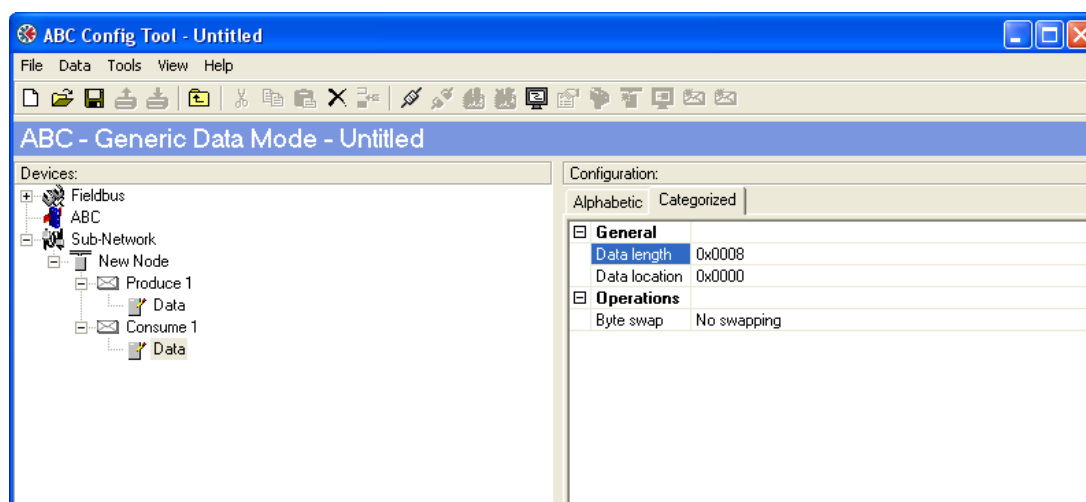 ABC Config Tool - Untitled
File Data Tools View Help
ABC - Generic Data Mode - Untitled
Devices:
Fieldbus
ABC
Sub-Network
New Node
Produce 1
Data
Consume 1
Data
Configuration:
Alphabetic Categorized
General
Data length 0x0008
Data location 0x0000
Operations
Byte swap No swapping